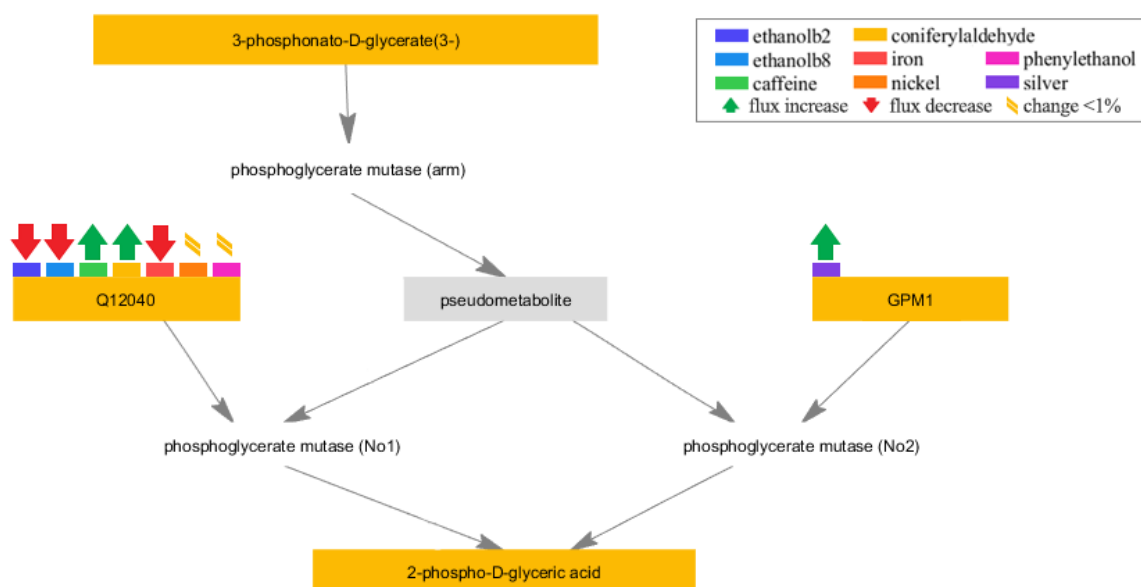 3-phosphonato-D-glycerate(3-)
ethanolb2
coniferylaldehyde
ethanolb8
iron
phenylethanol
caffeine
nickel
silver
flux increase
flux decrease
change <1%
phosphoglycerate mutase (arm)
Q12040
pseudometabolite
GPM1
phosphoglycerate mutase (No1)
phosphoglycerate mutase (No2)
2-phospho-D-glyceric acid